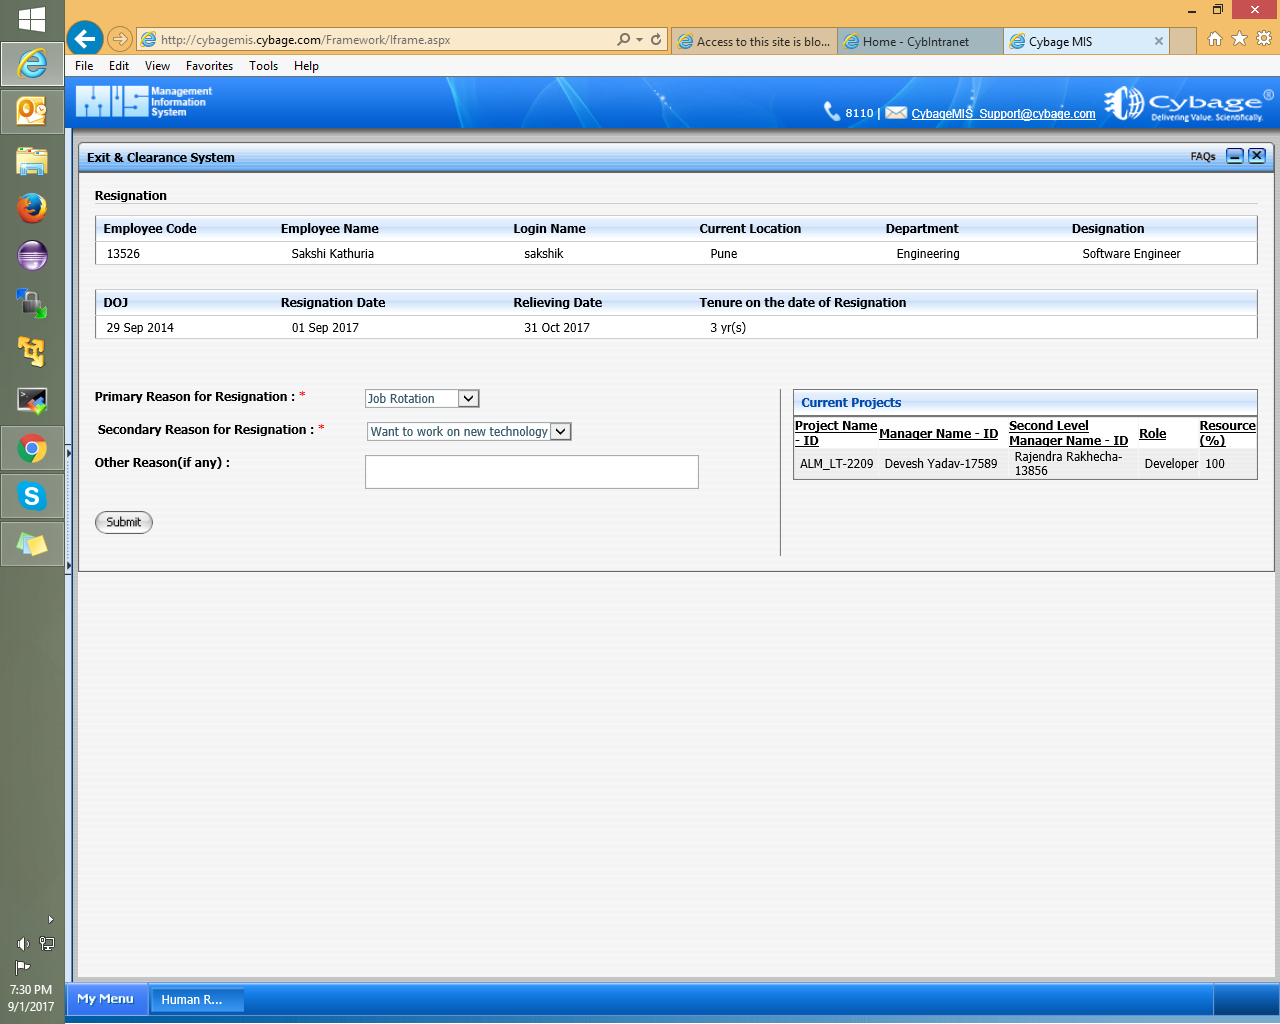 http://cybagemis.cybage.com/Framework/Iframe.aspx
Access to this site is blo...
Home - CybIntranet
Cybage MIS
File Edit View Favorites Tools Help
MIS Management Information System
8110 | CybageMIS_Support@cybage.com
Cybage®
Delivering Value. Scientifically.
Exit & Clearance System
FAQs
Resignation
Employee Code Employee Name Login Name Current Location Department Designation
13526 Sakshi Kathuria sakshik Pune Engineering Software Engineer
DOJ Resignation Date Relieving Date Tenure on the date of Resignation
29 Sep 2014 01 Sep 2017 31 Oct 2017 3 yr(s)
Primary Reason for Resignation : * Job Rotation
Secondary Reason for Resignation : * Want to work on new technology
Other Reason(if any) :
Submit
Current Projects
Project Name - ID Manager Name - ID Second Level Manager Name - ID Role Resource (%)
ALM_LT-2209 Devesh Yadav-17589 Rajendra Rakhecha-13856 Developer 100
7:30 PM
9/1/2017
My Menu
Human R...